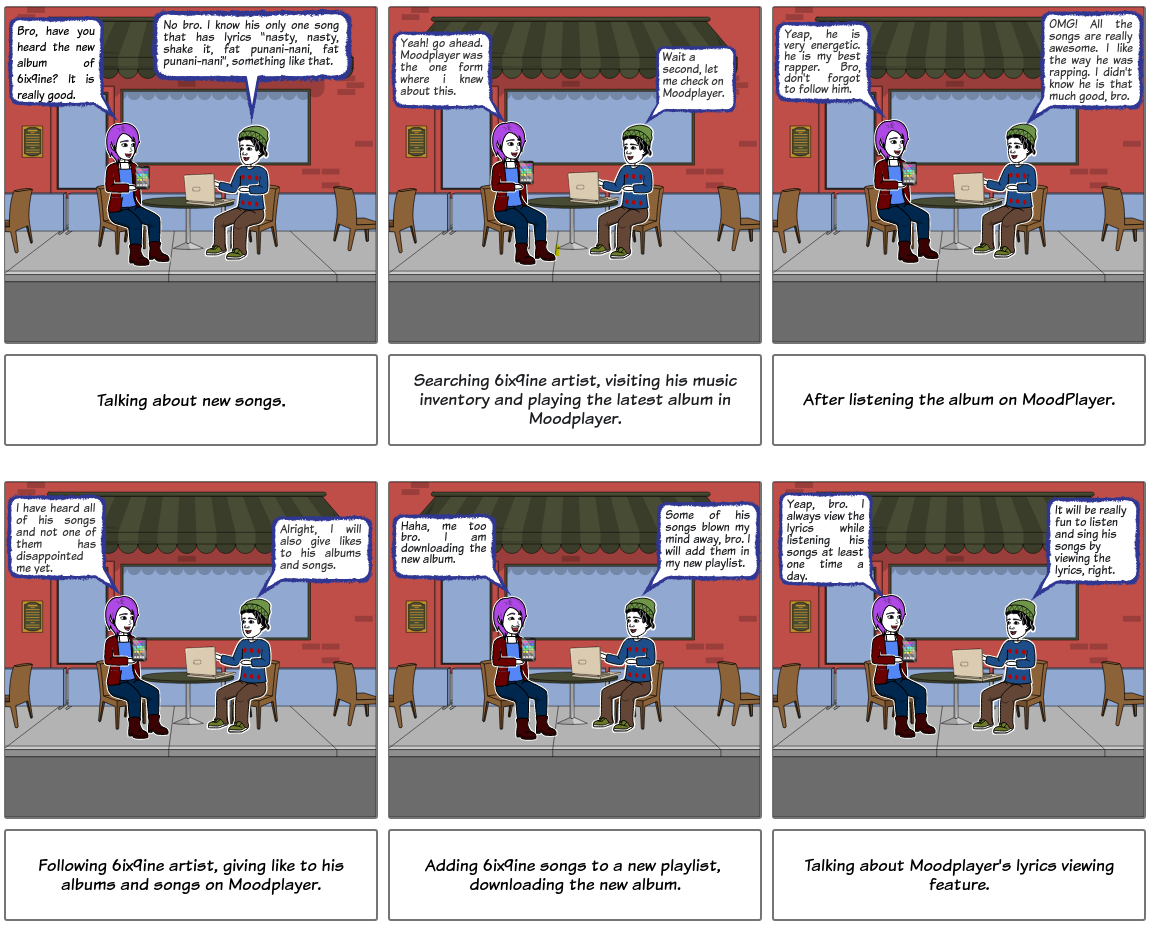 Bro, have you
heard the new
album of
6ix9ine? It is
really good.
No bro. I know his only one song
that has lyrics "nasty, nasty,
shake it, fat punani-nani, fat
punani-nani", something like that.
Talking about new songs.
Yeah! go ahead.
Moodplayer was
the one form
where i knew
about this.
Wait a
second, let
me check on
Moodplayer.
Searching 6ix9ine artist, visiting his music
inventory and playing the latest album in
Moodplayer.
Yeap, he is
very energetic.
he is my best
rapper. Bro,
don't forgot
to follow him.
OMG! All the
songs are really
awesome. I like
the way he was
rapping. I didn't
know he is that
much good, bro.
After listening the album on MoodPlayer.
I have heard all
of his songs
and not one of
them has
disappointed
me yet.
Alright, I will
also give likes
to his albums
and songs.
Following 6ix9ine artist, giving like to his
albums and songs on Moodplayer.
Haha, me too
bro. I am
downloading the
new album.
Some of his
songs blown my
mind away, bro. I
will add them in
my new playlist.
Adding 6ix9ine songs to a new playlist,
downloading the new album.
Yeap, bro. I
always view the
lyrics while
listening his
songs at least
one time a
day.
It will be really
fun to listen
and sing his
songs by
viewing the
lyrics, right.
Talking about Moodplayer's lyrics viewing
feature.